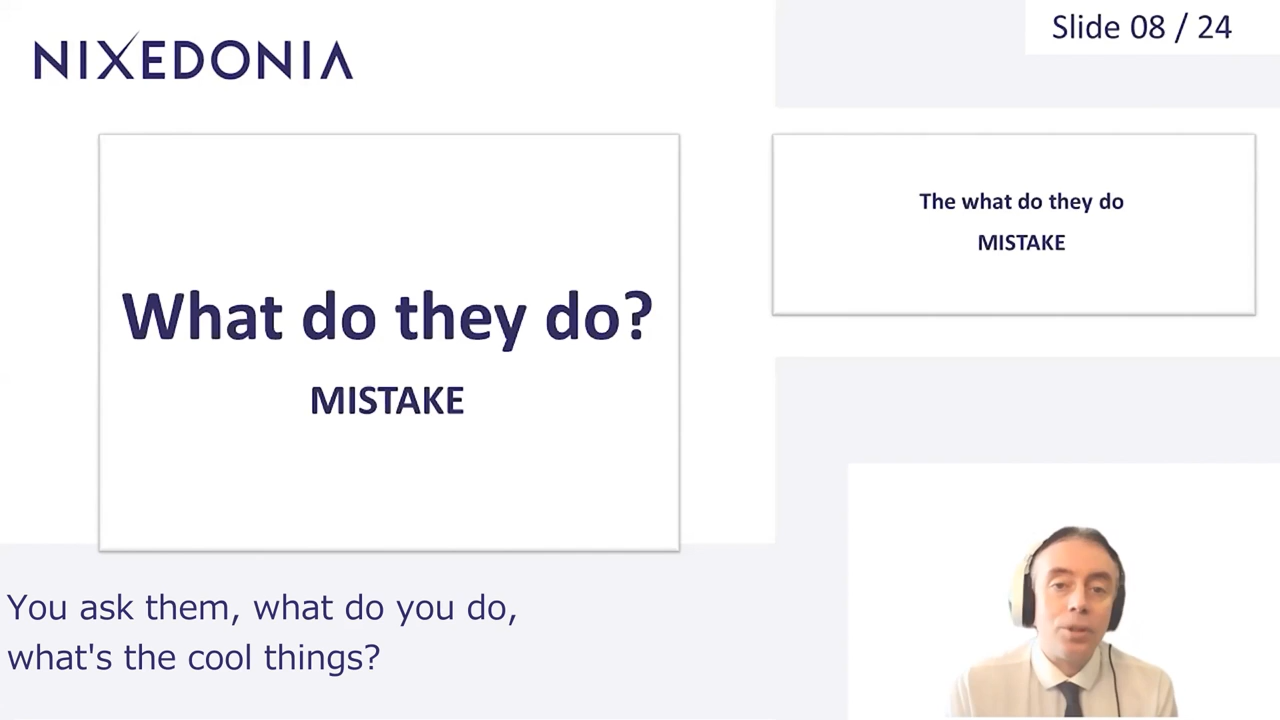 NIXEDONIA
Slide 08 / 24
What do they do?
MISTAKE
The what do they do
MISTAKE
You ask them, what do you do,
what's the cool things?